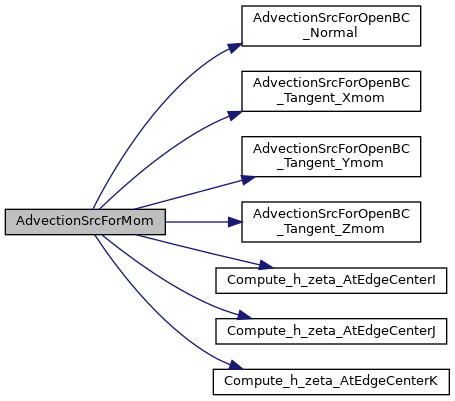 AdvectionSrcForOpenBC
_Normal
AdvectionSrcForOpenBC
_Tangent_Xmom
AdvectionSrcForOpenBC
_Tangent_Ymom
AdvectionSrcForMom
AdvectionSrcForOpenBC
_Tangent_Zmom
Compute_h_zeta_AtEdgeCenterI
Compute_h_zeta_AtEdgeCenterJ
Compute_h_zeta_AtEdgeCenterK